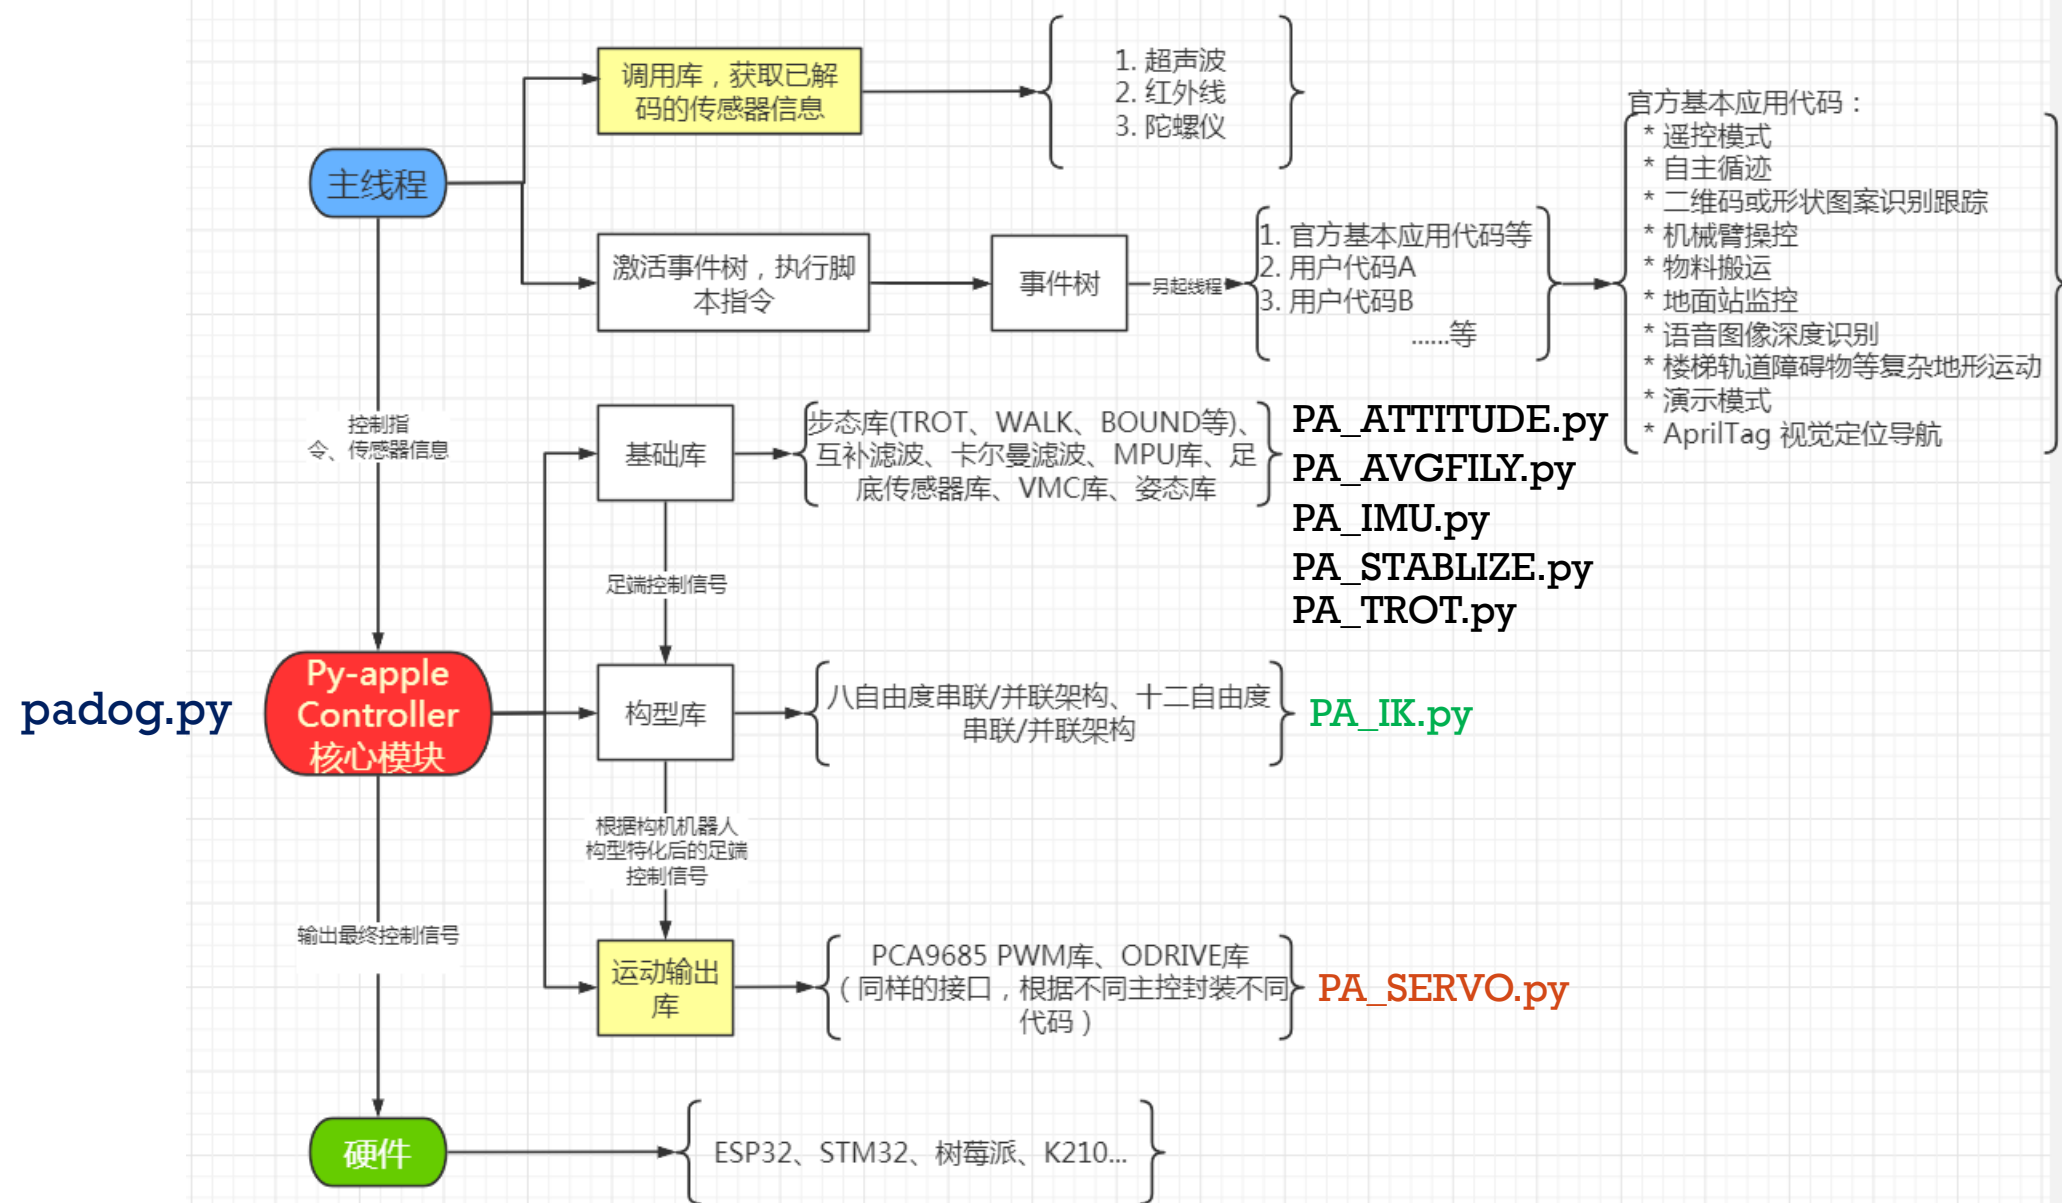 调用库，获取已解
码的传感器信息
1. 超声波
2. 红外线
3. 陀螺仪
主线程
激活事件树，执行脚
本指令
事件树
另起线程
1. 官方基本应用代码等
2. 用户代码A
3. 用户代码B
......等
官方基本应用代码：
* 遥控模式
* 自主循迹
* 二维码或形状图案识别跟踪
* 机械臂操控
* 物料搬运
* 地面站监控
* 语音图像深度识别
* 楼梯轨道障碍物等复杂地形运动
* 演示模式
* AprilTag 视觉定位导航
控制指
令、传感器信息
基础库
步态库(TROT、WALK、BOUND等)、
互补滤波、卡尔曼滤波、MPU库、足
底传感器库、VMC库、姿态库
PA_ATTITUDE.py
PA_AVGFILY.py
PA_IMU.py
PA_STABLIZE.py
PA_TROT.py
足端控制信号
padog.py
Py-apple
Controller
核心模块
构型库
八自由度串联/并联架构、十二自由度
串联/并联架构
PA_IK.py
根据构机机器人
构型特化后的足端
控制信号
输出最终控制信号
运动输出
库
PCA9685 PWM库、ODRIVE库
（同样的接口，根据不同主控封装不同
代码）
PA_SERVO.py
硬件
ESP32、STM32、树莓派、K210...